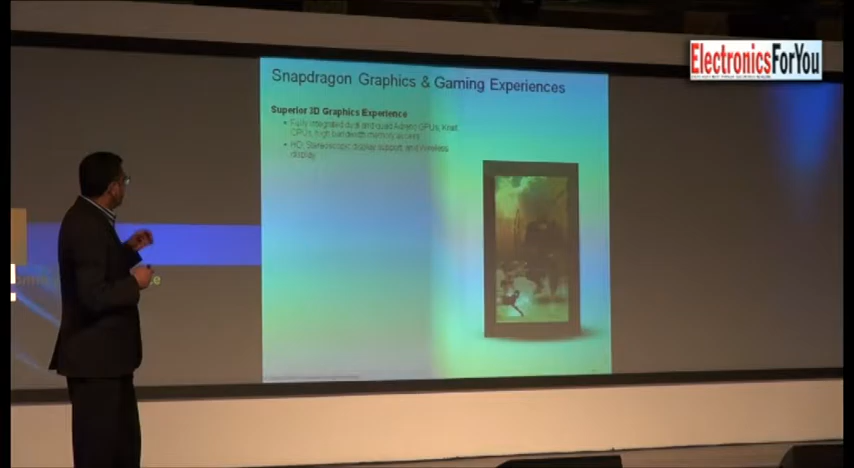 ElectronicsForYou
Snapdragon Graphics & Gaming Experiences
Superior 3D Graphics Experience
• Fully integrated dual and quad Adreno GPUs, Krait
CPUs, high bandwidth memory access
• HD, Stereoscopic display support, and wireless
display